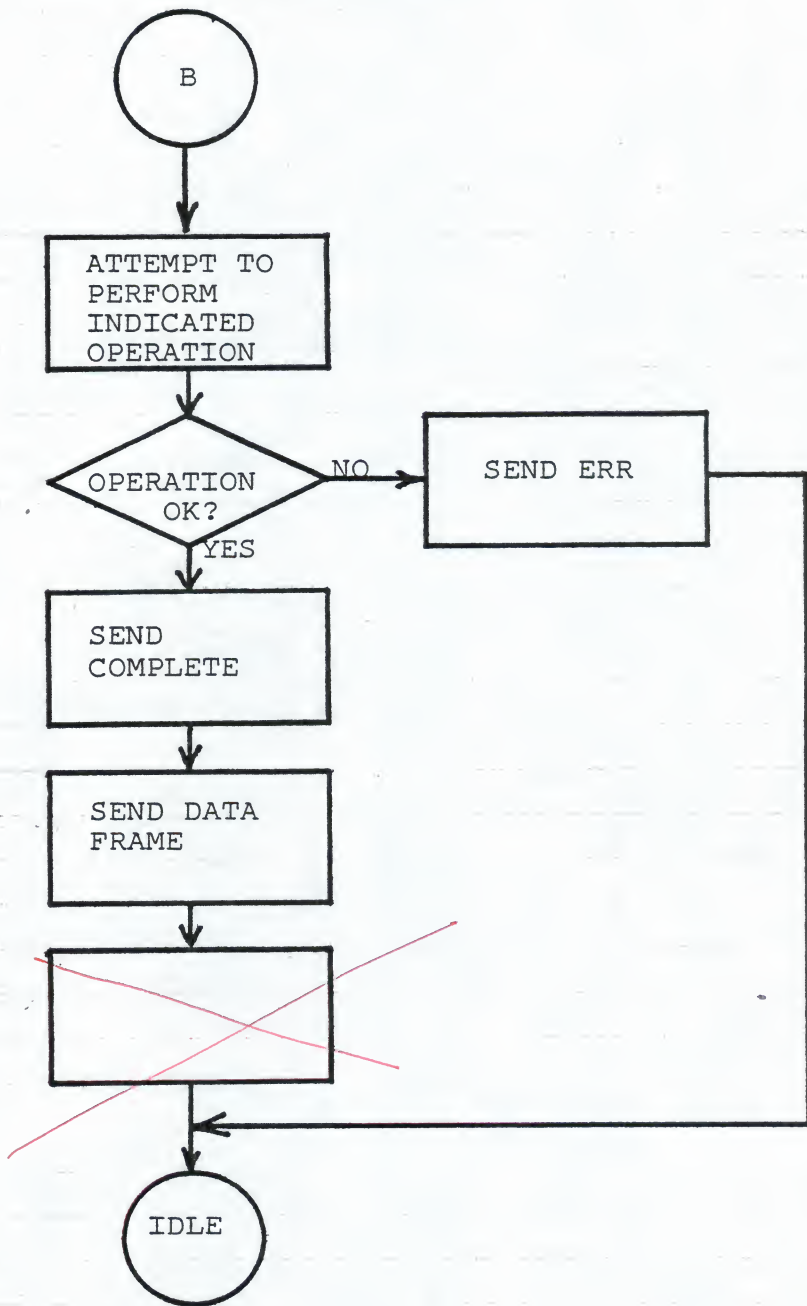 B
ATTEMPT TO
PERFORM
INDICATED
OPERATION
OPERATION
OK?
NO
SEND ERR
YES
SEND
COMPLETE
SEND DATA
FRAME
IDLE